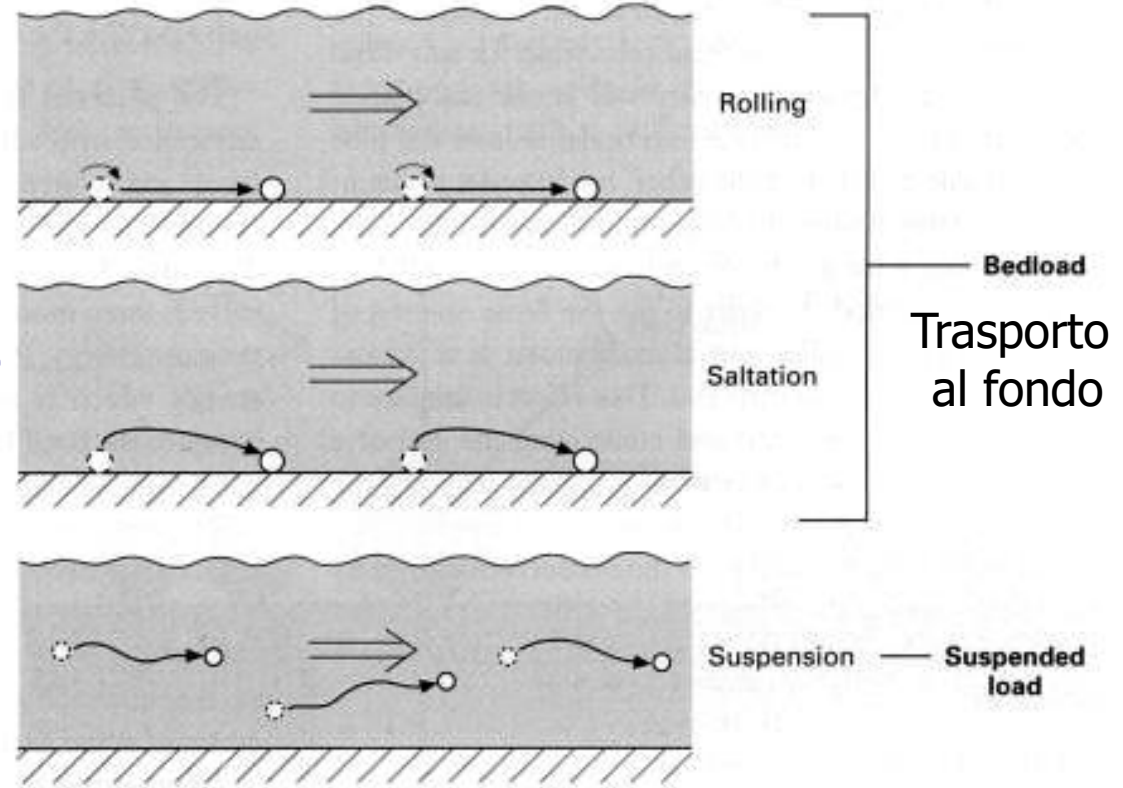 Rolling
Bedload
Trasporto
al fondo
Saltation
Suspension
Suspended
load